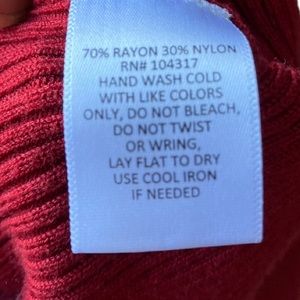 70% RAYON 30% NYLON
RN# 104317
HAND WASH COLD
WITH LIKE COLORS
ONLY, DO NOT BLEACH,
DO NOT TWIST
OR WRING,
LAY FLAT TO DRY
USE COOL IRON
IF NEEDED